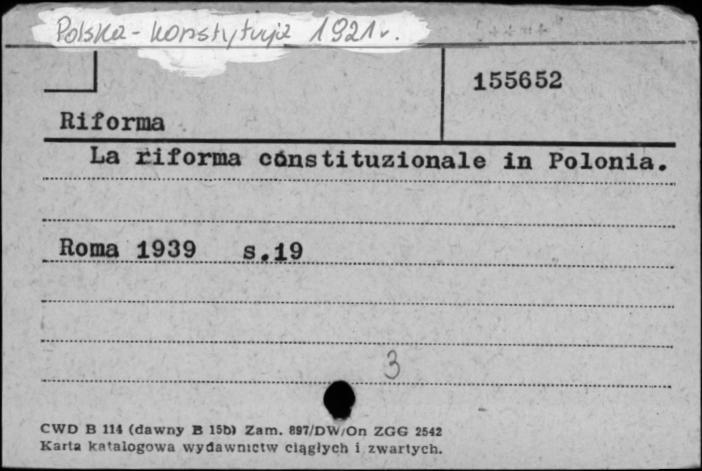 Polska - konstytucja 1921 r.
155652
Riforma
La riforma constituzionale in Polonia.
Roma 1939 s.19
3
CWD B 114 (dawny B 15b) Zam. 897/DW/On ZGG 2542
Karta katalogowa wydawnictw ciągłych i zwartych.